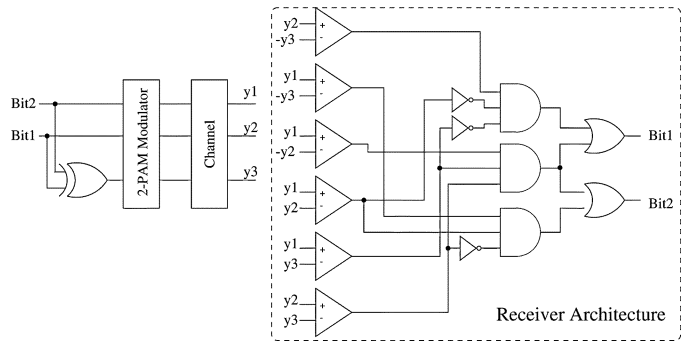 Bit2
Bit1
2-PAM Modulator
Channel
y1
y2
y3
y2
-y3
+
-
y1
-y3
+
-
y1
-y2
+
-
y1
y2
+
-
y1
y3
+
-
y2
y3
+
-
Bit1
Bit2
Receiver Architecture